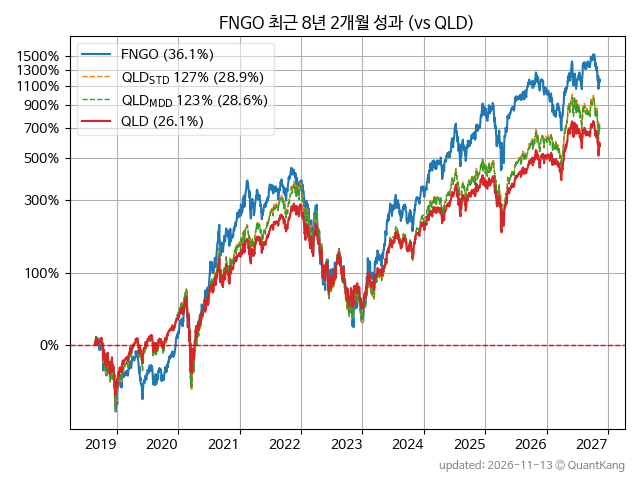 FNGO 최근 8년 2개월 성과 (vs QLD)
FNGO (36.1%)
QLD_STD 127% (28.9%)
QLD_MDD 123% (28.6%)
QLD (26.1%)
1500%
1300%
1100%
900%
700%
500%
300%
100%
0%
2019 2020 2021 2022 2023 2024 2025 2026 2027
updated: 2026-11-13 © QuantKang